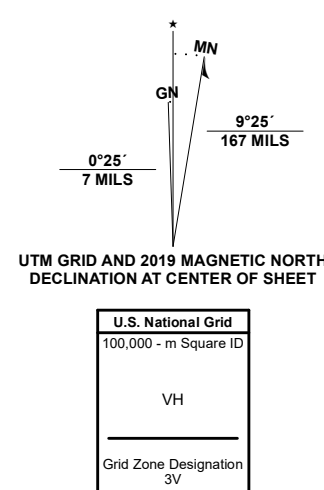 ★
MN
GN
9°25´
167 MILS
0°25´
7 MILS
UTM GRID AND 2019 MAGNETIC NORTH
DECLINATION AT CENTER OF SHEET
U.S. National Grid
100,000 - m Square ID
VH
Grid Zone Designation
3V